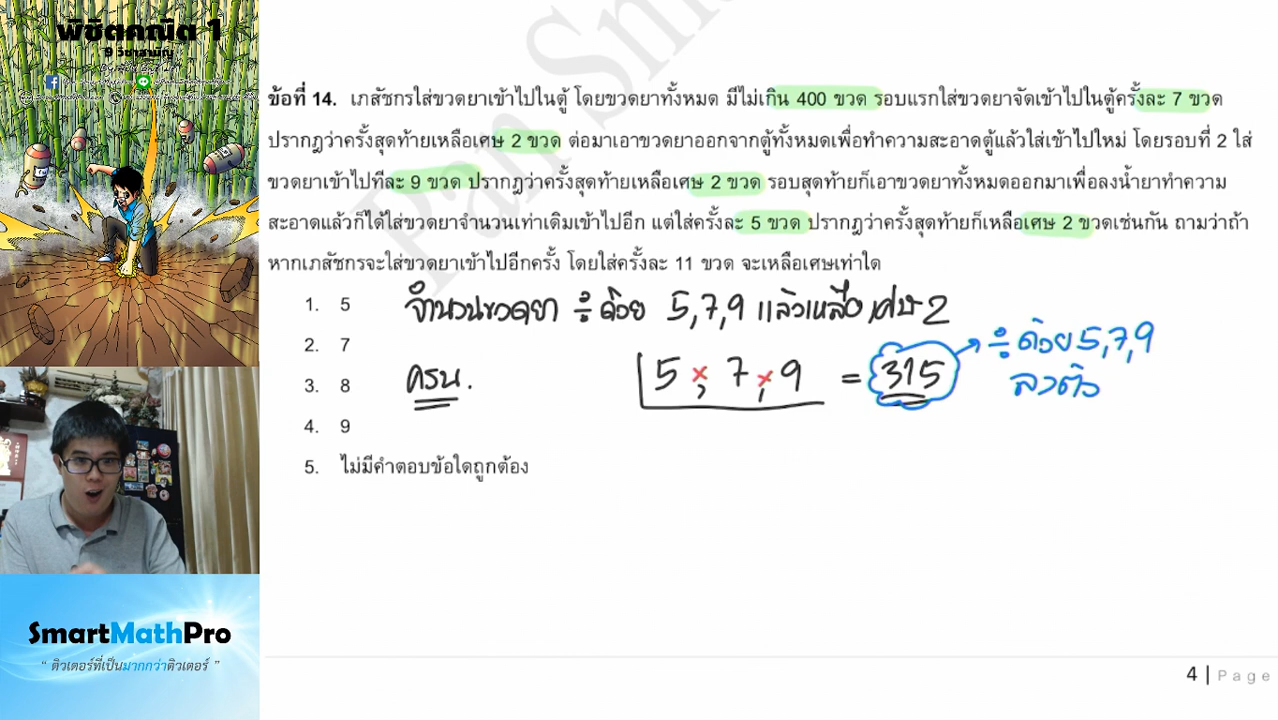 พิชิตคณิต 1
9 วิชาสามัญ
ข้อที่ 14. เภสัชกรใส่ขวดยาเข้าไปในตู้ โดยขวดยาทั้งหมด มีไม่เกิน 400 ขวด รอบแรกใส่ขวดยาจัดเข้าไปในตู้ครั้งละ 7 ขวด
ปรากฎว่าครั้งสุดท้ายเหลือเศษ 2 ขวด ต่อมาเอาขวดยาออกจากตู้ทั้งหมดเพื่อทำความสะอาดตู้แล้วใส่เข้าไปใหม่ โดยรอบที่ 2 ใส่
ขวดยาเข้าไปทีละ 9 ขวด ปรากฎว่าครั้งสุดท้ายเหลือเศษ 2 ขวด รอบสุดท้ายก็เอาขวดยาทั้งหมดออกมาเพื่อลงน้ำยาทำความ
สะอาดแล้วก็ได้ใส่ขวดยาจำนวนเท่าเดิมเข้าไปอีก แต่ใส่ครั้งละ 5 ขวด ปรากฎว่าครั้งสุดท้ายก็เหลือเศษ 2 ขวดเช่นกัน ถามว่าถ้า
หากเภสัชกรจะใส่ขวดยาเข้าไปอีกครั้ง โดยใส่ครั้งละ 11 ขวด จะเหลือเศษเท่าใด
1. 5
จำนวนขวดยา ÷ ด้วย 5,7,9 แล้วเหลือเศษ 2
2. 7
3. 8
ครน. 5 × , 7 × , 9 = 315
÷ ด้วย 5,7,9
ลงตัว
4. 9
5. ไม่มีคำตอบข้อใดถูกต้อง
SmartMathPro
“ ติวเตอร์ที่เป็นมากกว่าติวเตอร์ ”
4 | Page